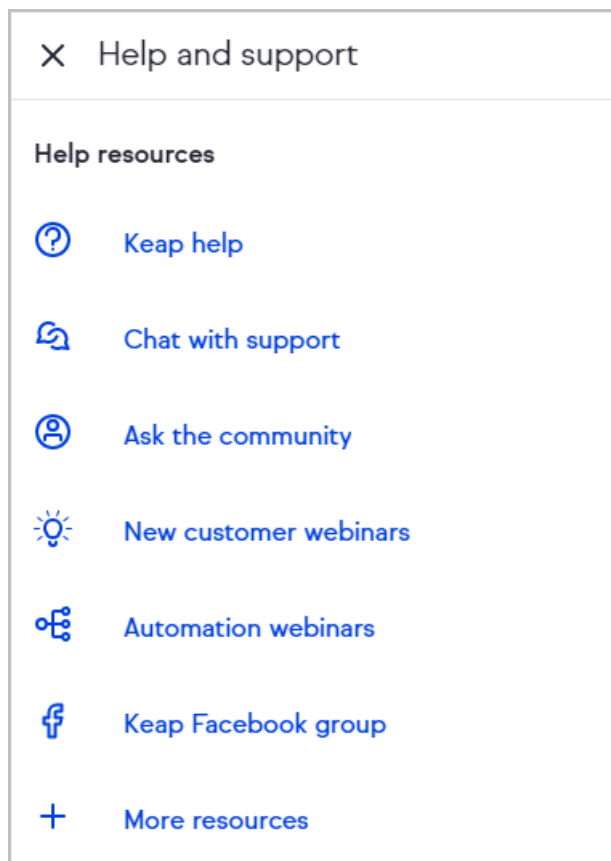 Help and support
Help resources
Keap help
Chat with support
Ask the community
New customer webinars
Automation webinars
Keap Facebook group
More resources